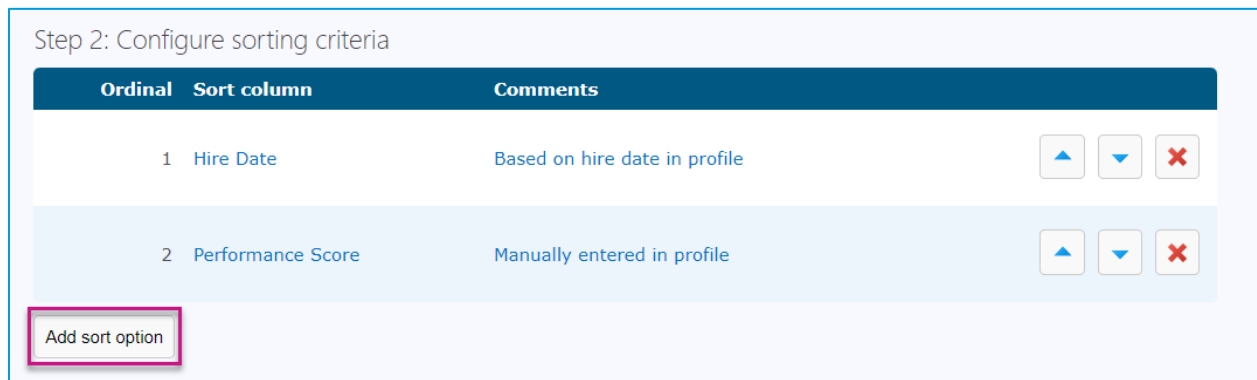 Step 2: Configure sorting criteria
Ordinal Sort column Comments
1 Hire Date Based on hire date in profile
2 Performance Score Manually entered in profile
Add sort option